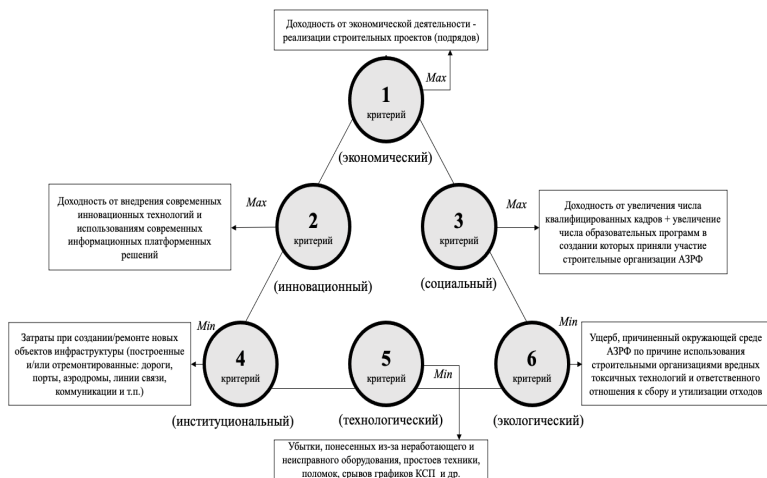 Доходность от экономической деятельности -
реализации строительных проектов (подрядов)
Max
1
критерий
(экономический)
Доходность от внедрения современных
инновационных технологий и
использованиям современных
информационных платформенных
решений
Max
2
критерий
(инновационный)
3
критерий
(социальный)
Max
Доходность от увеличения числа
квалифицированных кадров + увеличение
числа образовательных программ в
создании которых приняли участие
строительные организации АЗРФ
Затраты при создании/ремонте новых
объектов инфраструктуры (построенные
и/или отремонтированные: дороги,
порты, аэродромы, линии связи,
коммуникации и т.п.)
Min
4
критерий
(институциональный)
5
критерий
(технологический)
Min
6
критерий
(экологический)
Min
Ущерб, причиненный окружающей среде
АЗРФ по причине использования
строительными организациями вредных
токсичных технологий и ответственного
отношения к сбору и утилизации отходов
Убытки, понесенных из-за неработающего и
неисправного оборудования, простоев техники,
поломок, срывов графиков КСП и др.